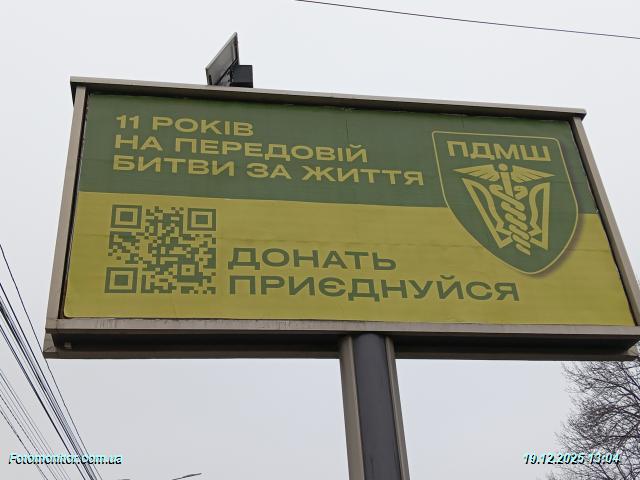 11 РОКІВ
НА ПЕРЕДОВІЙ
БИТВИ ЗА ЖИТТЯ
ПДМШ
ДОНАТЬ
ПРИЄДНУЙСЯ
Fotomonitor.com.ua
19.12.2025 13:04